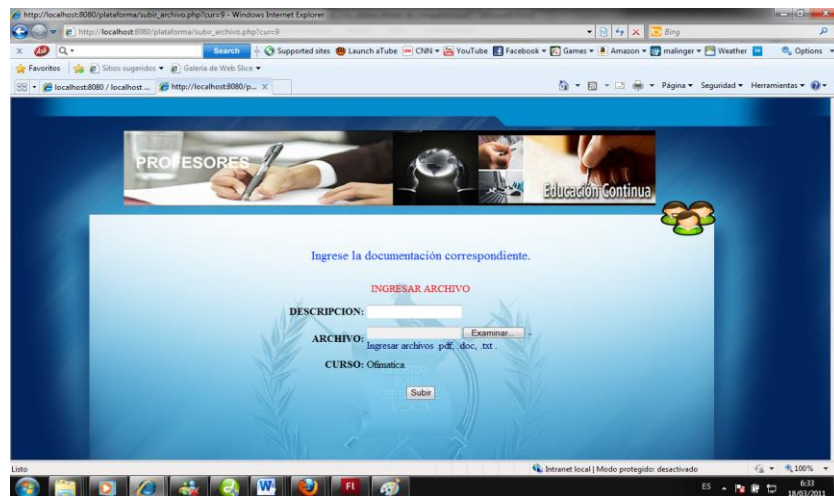 http://localhost:8080/plataforma/subir_archivo.php?curs=9 - Windows Internet Explorer
http://localhost:8080/plataforma/subir_archivo.php?curs=9
Bing
Search
Supported sites
Launch aTube
CNN
YouTube
Facebook
Games
Amazon
malinger
Weather
Options
Favoritos
Sitios sugeridos
Galería de Web Slice
localhost:8080 / localhost ...
http://localhost:8080/p...
Página
Seguridad
Herramientas
PROFESORES
Educación Continua
Ingrese la documentación correspondiente.
INGRESAR ARCHIVO
DESCRIPCION:
ARCHIVO:
Examinar...
Ingresar archivos .pdf, .doc, .txt .
CURSO: Ofimatica
Subir
Listo
Intranet local | Modo protegido: desactivado
100%
ES
6:33
18/03/2011